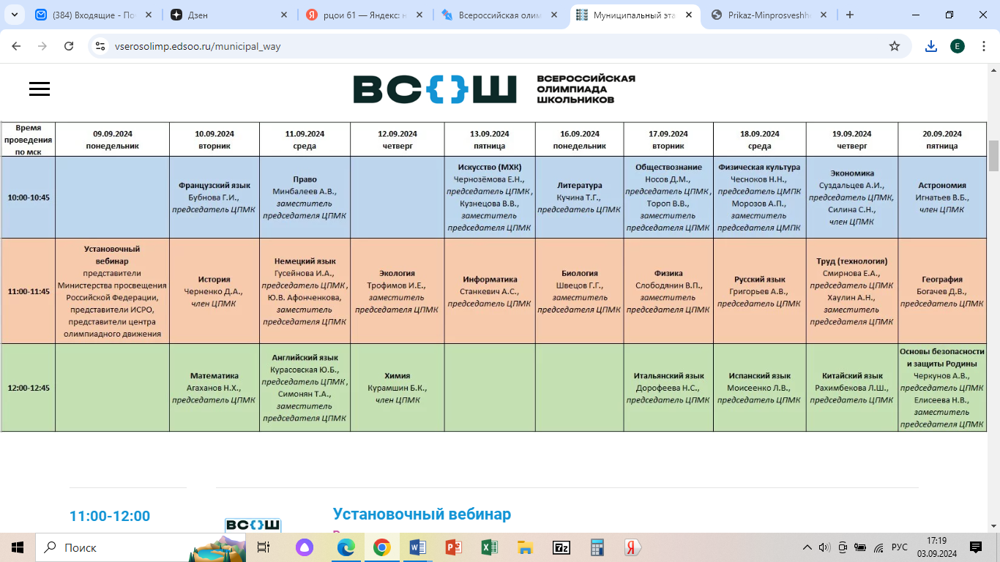 (384) Входящие - По
Дзен
рцои 61 — Яндекс: н
Всероссийская олим
Муниципальный эта
Prikaz-Minprosveshh
vserosolimp.edsoo.ru/municipal_way
E
ВС{}Ш
ВСЕРОССИЙСКАЯ
ОЛИМПИАДА
ШКОЛЬНИКОВ
Время
проведения
по мск
09.09.2024
понедельник
10.09.2024
вторник
11.09.2024
среда
12.09.2024
четверг
13.09.2024
пятница
16.09.2024
понедельник
17.09.2024
вторник
18.09.2024
среда
19.09.2024
четверг
20.09.2024
пятница
10:00-10:45
Французский язык
Бубнова Г.И.,
председатель ЦПМК
Право
Минбалеев А.В.,
заместитель
председателя ЦПМК
Искусство (МХК)
Чернозёмова Е.Н.,
председатель ЦПМК,
Кузнецова В.В.,
заместитель
председателя ЦПМК
Литература
Кучина Т.Г.,
председатель ЦПМК
Обществознание
Носов Д.М.,
председатель ЦПМК,
Тороп В.В.,
заместитель
председателя ЦПМК
Физическая культура
Чесноков Н.Н.,
председатель ЦМПК
Морозов А.П.,
заместитель
председателя ЦМПК
Экономика
Суздальцев А.И.,
председатель ЦПМК,
Силина С.Н.,
член ЦПМК
Астрономия
Игнатьев В.Б.,
член ЦПМК
11:00-11:45
Установочный
вебинар
представители
Министерства просвещения
Российской Федерации,
представители ИСРО,
представители центра
олимпиадного движения
История
Черненко Д.А.,
член ЦПМК
Немецкий язык
Гусейнова И.А.,
председатель ЦПМК,
Ю.В. Афонченкова,
заместитель
председателя ЦПМК
Экология
Трофимов И.Е.,
заместитель
председателя ЦПМК
Информатика
Станкевич А.С.,
председатель ЦПМК
Биология
Швецов Г.Г.,
заместитель
председателя ЦПМК
Физика
Слободянин В.П.,
заместитель
председателя ЦПМК
Русский язык
Григорьев А.В.,
председатель ЦПМК
Труд (технология)
Смирнова Е.А.,
председатель ЦПМК
Хаулин А.Н.,
заместитель
председателя ЦПМК
География
Богачев Д.В.,
председатель ЦПМК
12:00-12:45
Математика
Агаханов Н.Х.,
председатель ЦПМК
Английский язык
Курасовская Ю.Б.,
председатель ЦПМК,
Симонян Т.А.,
заместитель
председателя ЦПМК
Химия
Курамшин Б.К.,
член ЦПМК
Итальянский язык
Дорофеева Н.С.,
председатель ЦПМК
Испанский язык
Моисеенко Л.В.,
председатель ЦПМК
Китайский язык
Рахимбекова Л.Ш.,
председатель ЦПМК
Основы безопасности
и защиты Родины
Черкунов А.В.,
председатель ЦПМК
Елисеева Н.В.,
заместитель
председателя ЦПМК
11:00-12:00
ВС{}Ш
Установочный вебинар
Поиск
7z
РУС
17:19
03.09.2024